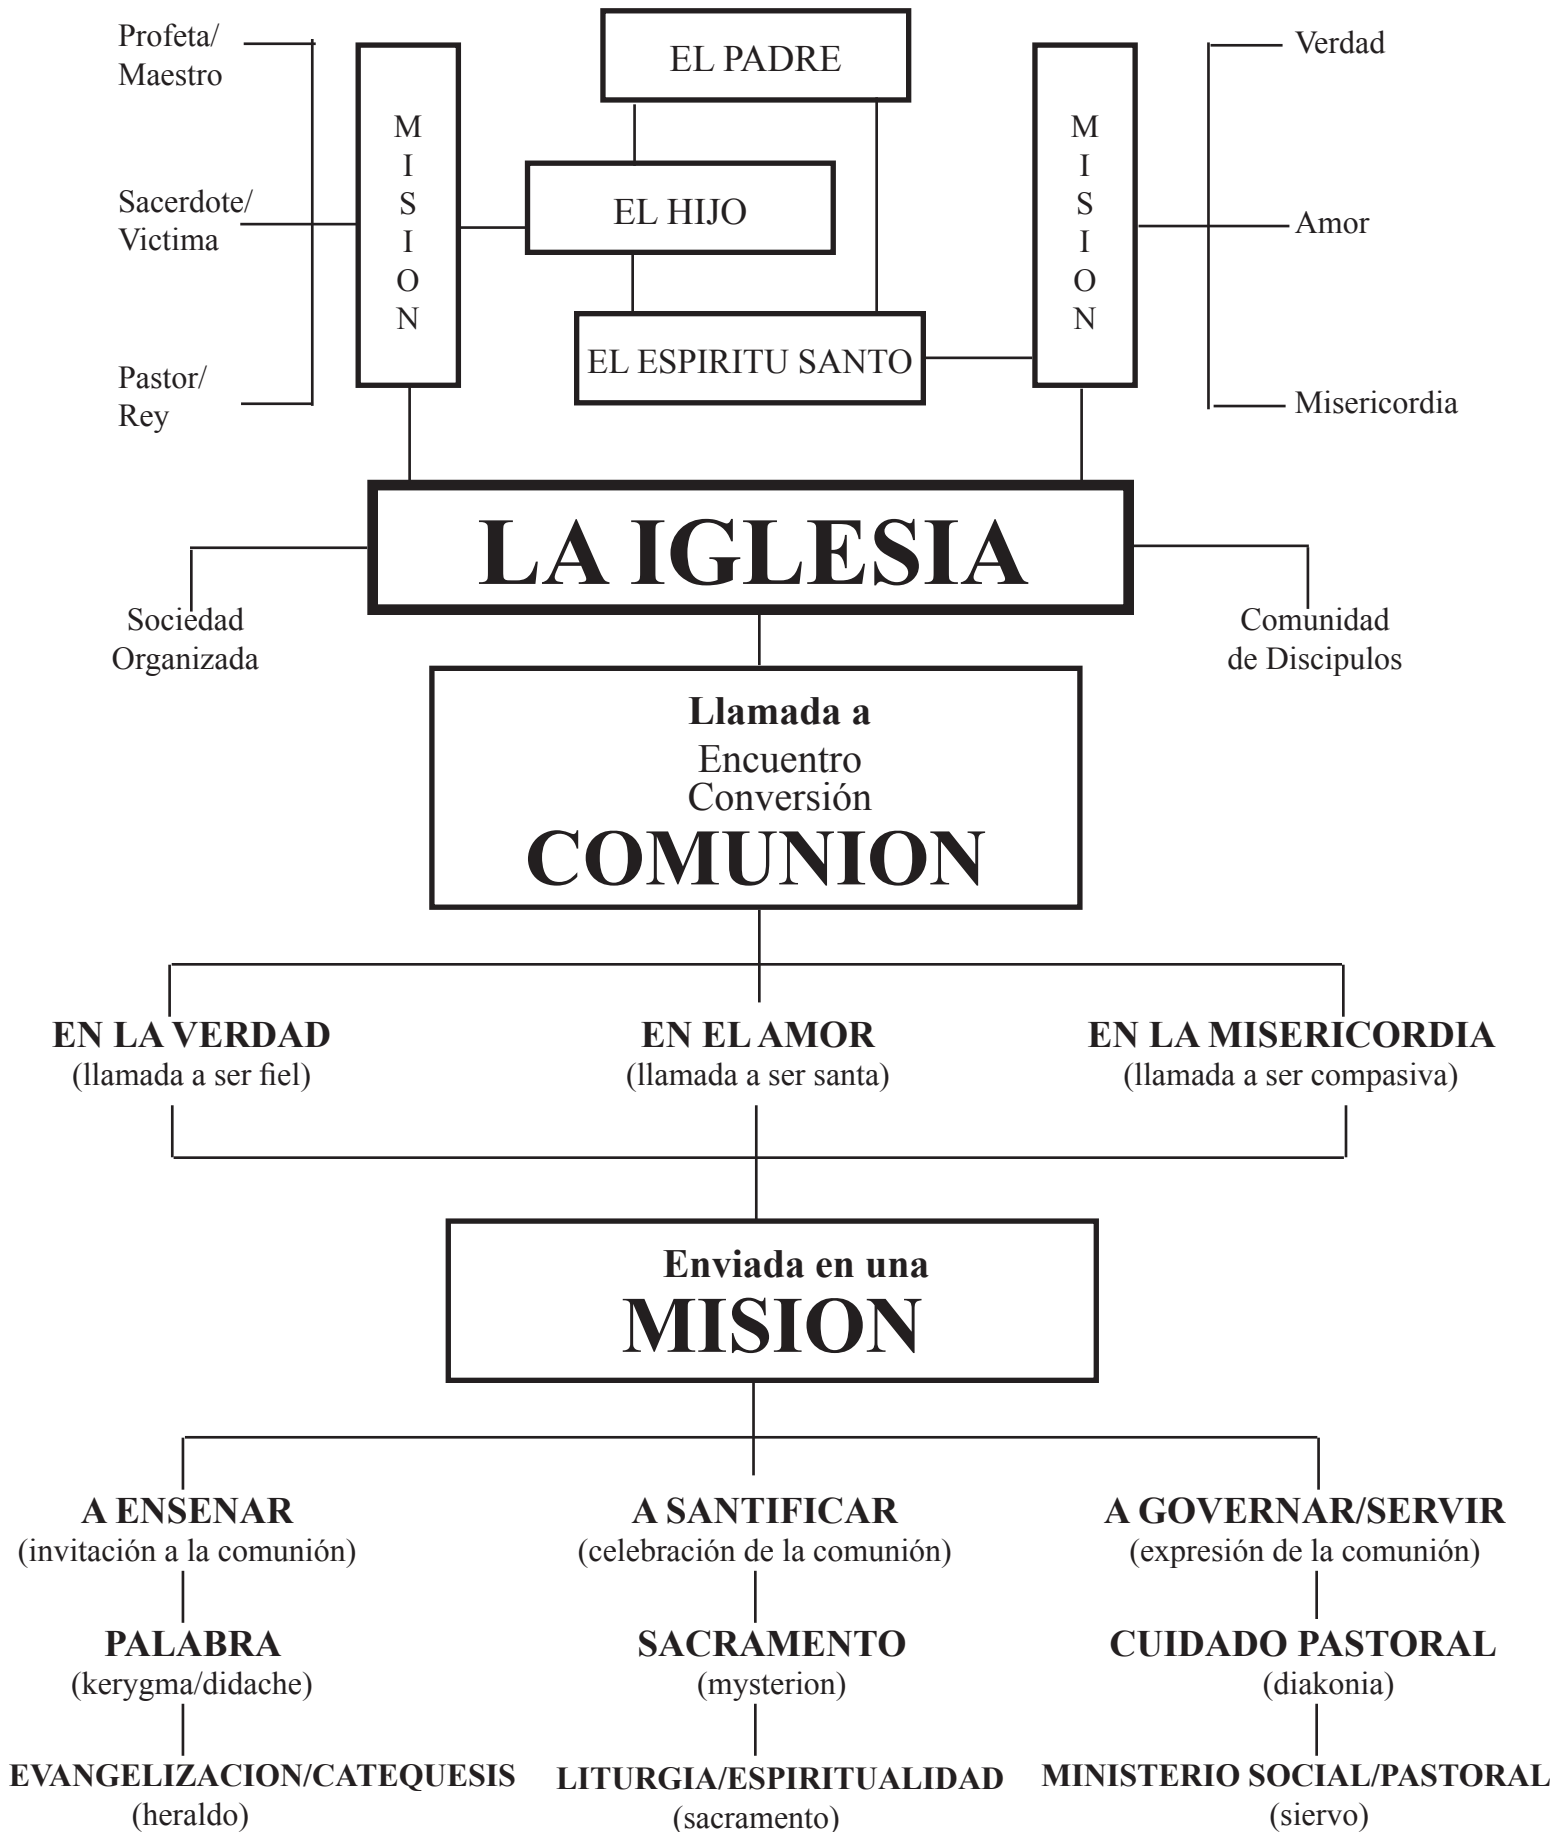 Profeta/
Maestro
Sacerdote/
Victima
Pastor/
Rey
M
I
S
I
O
N
EL PADRE
EL HIJO
EL ESPIRITU SANTO
M
I
S
I
O
N
Verdad
Amor
Misericordia
LA IGLESIA
Sociedad
Organizada
Comunidad
de Discipulos
Llamada a
Encuentro
Conversión
COMUNION
EN LA VERDAD
(llamada a ser fiel)
EN EL AMOR
(llamada a ser santa)
EN LA MISERICORDIA
(llamada a ser compasiva)
Enviada en una
MISION
A ENSENAR
(invitación a la comunión)
A SANTIFICAR
(celebración de la comunión)
A GOVERNAR/SERVIR
(expresión de la comunión)
PALABRA
(kerygma/didache)
SACRAMENTO
(mysterion)
CUIDADO PASTORAL
(diakonia)
EVANGELIZACION/CATEQUESIS
(heraldo)
LITURGIA/ESPIRITUALIDAD
(sacramento)
MINISTERIO SOCIAL/PASTORAL
(siervo)